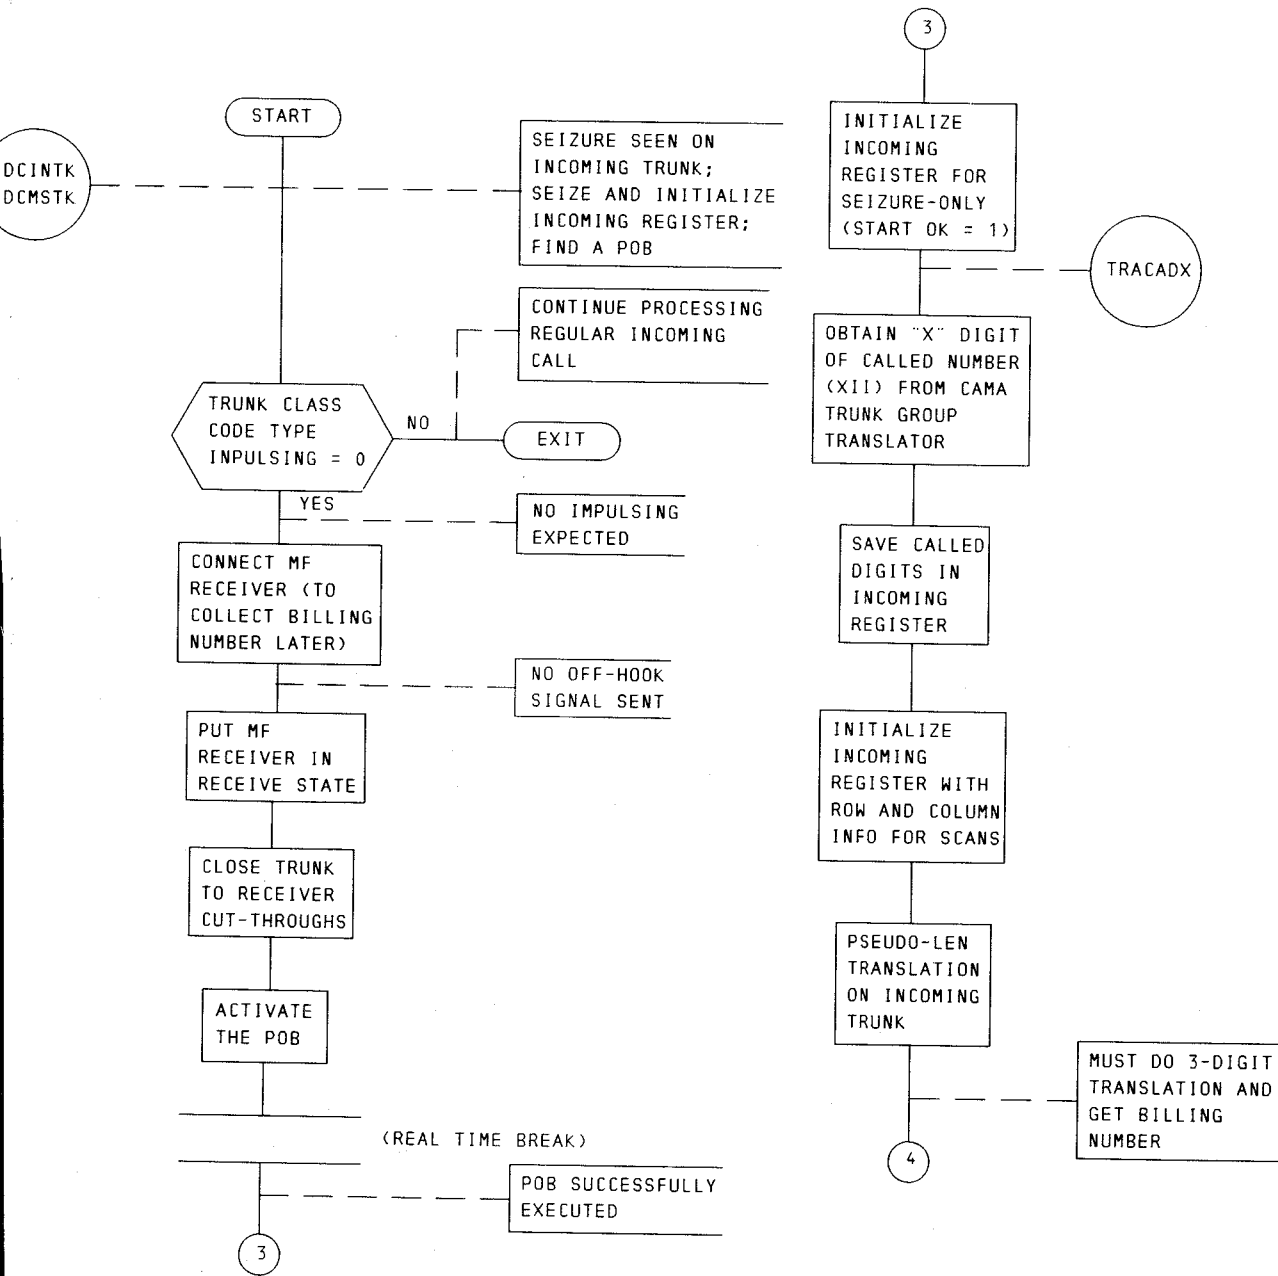 START
DCINTK
DCMSTK
SEIZURE SEEN ON
INCOMING TRUNK;
SEIZE AND INITIALIZE
INCOMING REGISTER;
FIND A POB
CONTINUE PROCESSING
REGULAR INCOMING
CALL
TRUNK CLASS
CODE TYPE
INPULSING = 0
NO
EXIT
YES
NO IMPULSING
EXPECTED
CONNECT MF
RECEIVER (TO
COLLECT BILLING
NUMBER LATER)
NO OFF-HOOK
SIGNAL SENT
PUT MF
RECEIVER IN
RECEIVE STATE
CLOSE TRUNK
TO RECEIVER
CUT-THROUGHS
ACTIVATE
THE POB
(REAL TIME BREAK)
POB SUCCESSFULLY
EXECUTED
3
3
INITIALIZE
INCOMING
REGISTER FOR
SEIZURE-ONLY
(START OK = 1)
TRACADX
OBTAIN "X" DIGIT
OF CALLED NUMBER
(XII) FROM CAMA
TRUNK GROUP
TRANSLATOR
SAVE CALLED
DIGITS IN
INCOMING
REGISTER
INITIALIZE
INCOMING
REGISTER WITH
ROW AND COLUMN
INFO FOR SCANS
PSEUDO-LEN
TRANSLATION
ON INCOMING
TRUNK
MUST DO 3-DIGIT
TRANSLATION AND
GET BILLING
NUMBER
4